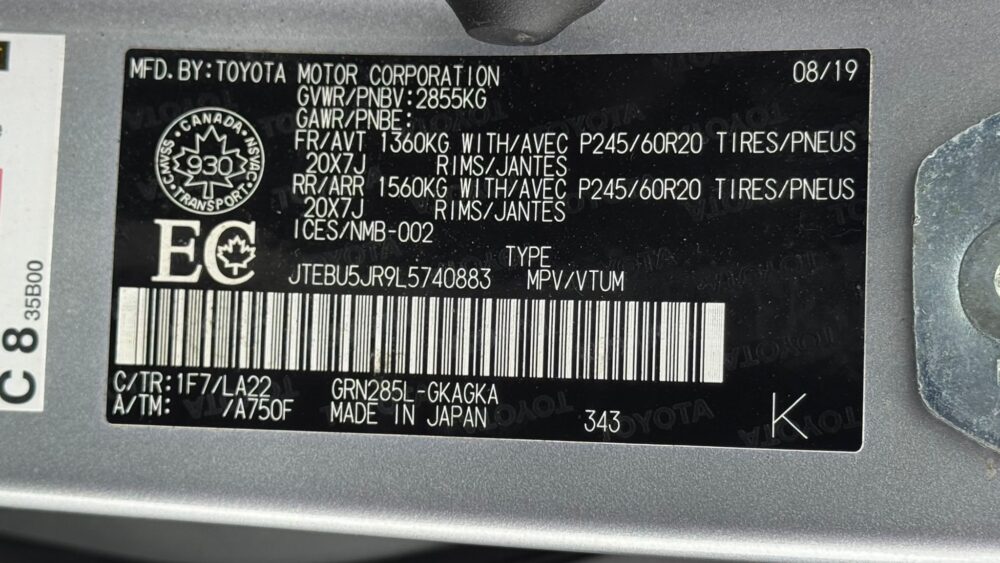 MFD.BY:TOYOTA MOTOR CORPORATION 08/19
GVWR/PNBV:2855KG
GAWR/PNBE:
FR/AVT 1360KG WITH/AVEC P245/60R20 TIRES/PNEUS
20X7J RIMS/JANTES
RR/ARR 1560KG WITH/AVEC P245/60R20 TIRES/PNEUS
20X7J RIMS/JANTES
ICES/NMB-002
CANADA
NSVAC
930
CMVSS
TRANSPORT
EC
TYPE
JTEBU5JR9L5740883 MPV/VTUM
C/TR:1F7/LA22 GRN285L-GKAGKA
A/TM: /A750F MADE IN JAPAN 343 K
C 8 35B00
TOYOTA